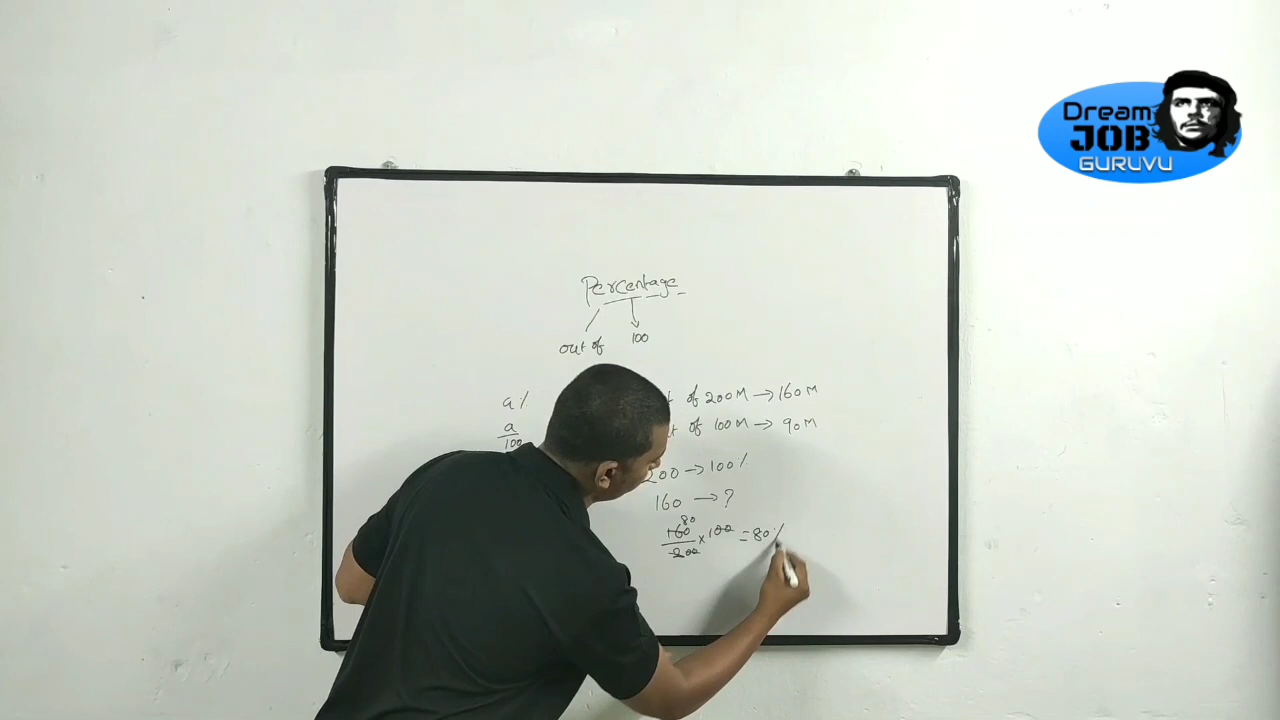 Dream
JOB
GURUVU
Percentage
out of 100
a%
a/100
of 200M → 160M
of 100M → 90M
200 → 100%
160 → ?
160/200 80 × 100 = 80%